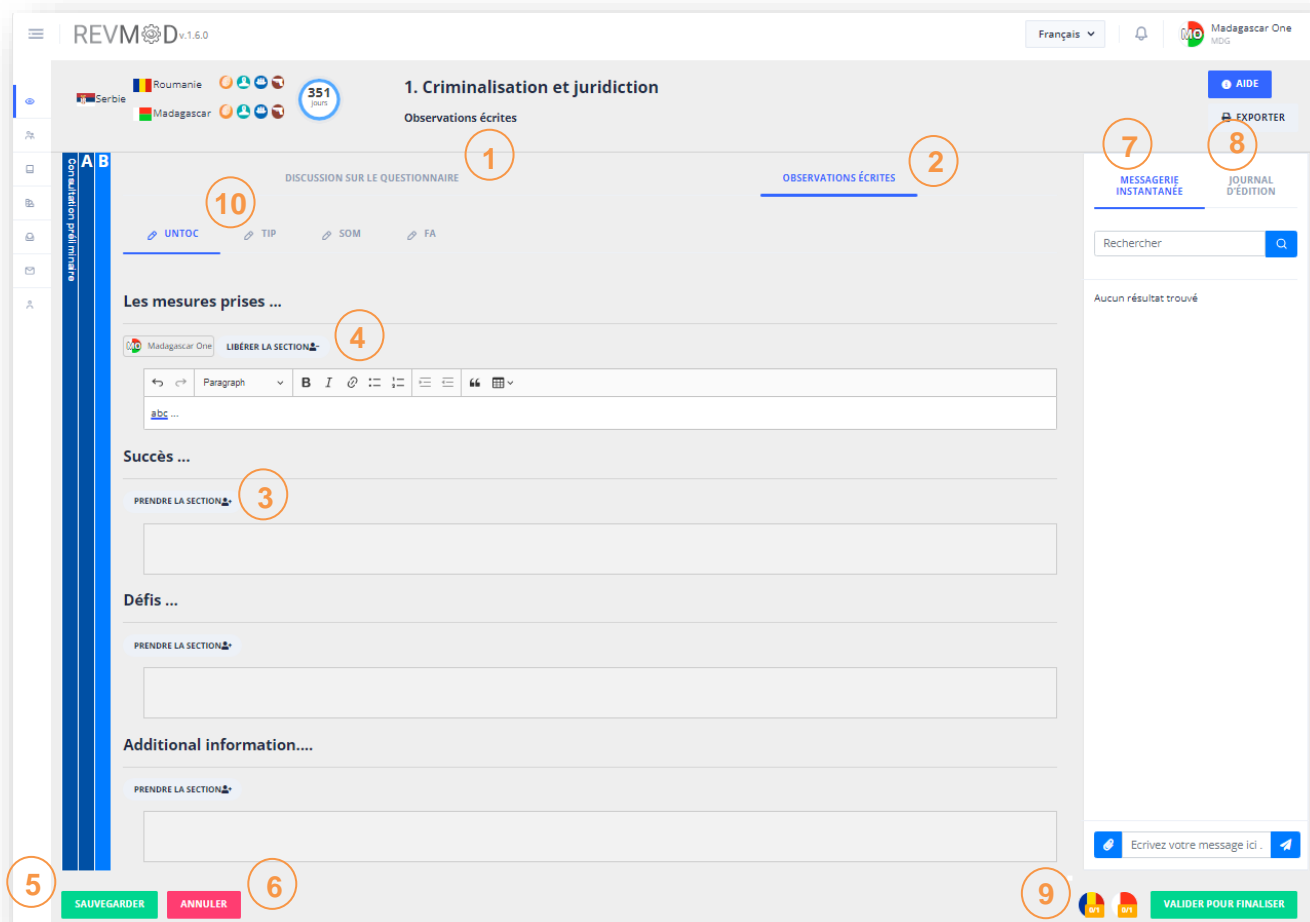 REVMOD v.1.6.0
Français
MO
Madagascar One
MDG
Serbie
Roumanie
Madagascar
351
jours
1. Criminalisation et juridiction
Observations écrites
AIDE
EXPORTER
Consultation préliminaire
A B
1
2
7
8
DISCUSSION SUR LE QUESTIONNAIRE
OBSERVATIONS ÉCRITES
MESSAGERIE
INSTANTANÉE
JOURNAL
D'ÉDITION
10
UNTOC TIP SOM FA
Rechercher
Aucun résultat trouvé
Les mesures prises ...
MO Madagascar One LIBÉRER LA SECTION
4
Paragraph B I
abc ...
Succès ...
PRENDRE LA SECTION
3
Défis ...
PRENDRE LA SECTION
Additional information....
PRENDRE LA SECTION
Ecrivez votre message ici .
5
6
9
SAUVEGARDER
ANNULER
0/1
0/1
VALIDER POUR FINALISER